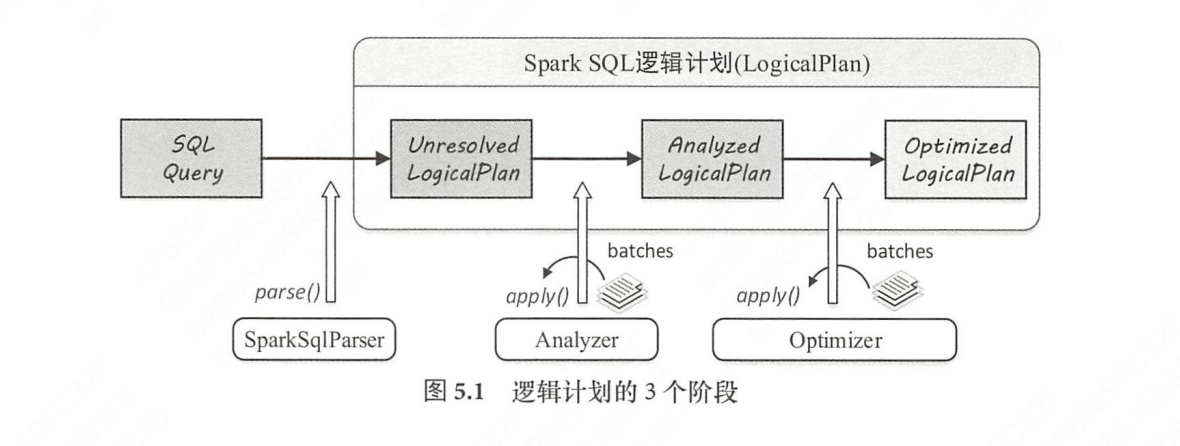 Spark SQL逻辑计划(LogicalPlan)
SQL
Query
Unresolved
LogicalPlan
Analyzed
LogicalPlan
Optimized
LogicalPlan
batches
batches
parse()
apply()
apply()
SparkSqlParser
Analyzer
Optimizer
图 5.1 逻辑计划的 3 个阶段